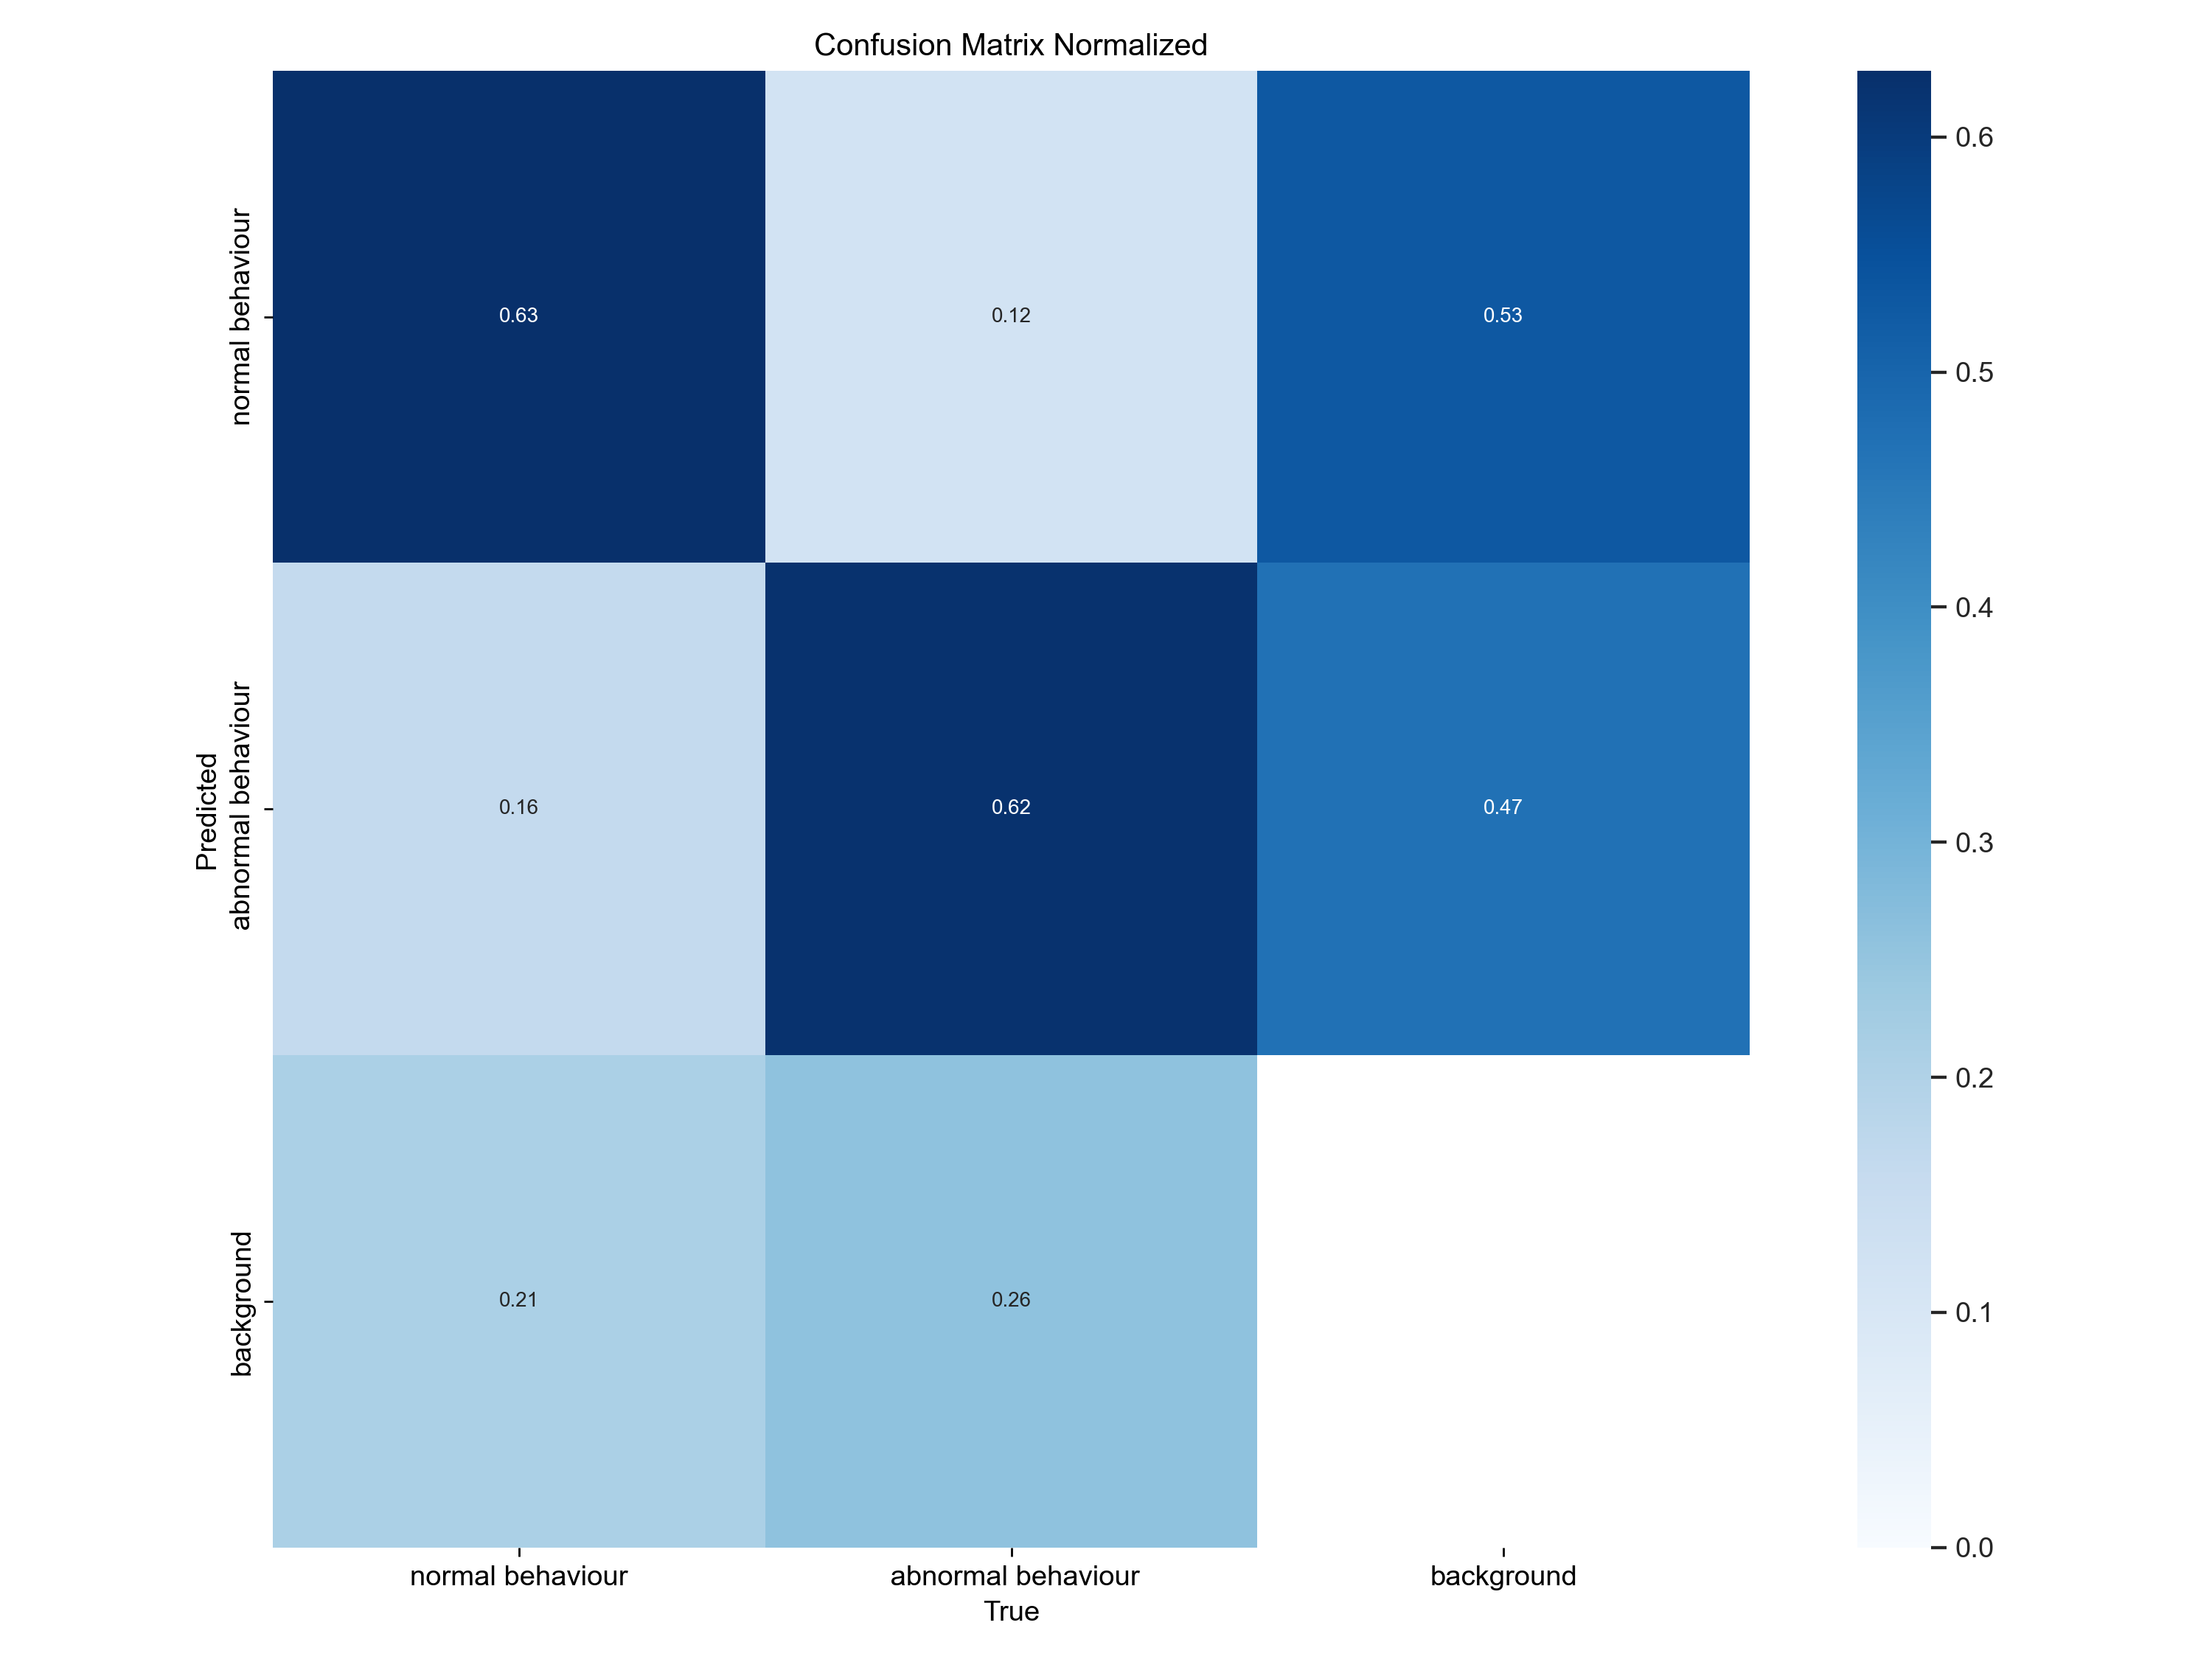 Confusion Matrix Normalized
normal behaviour
0.63
0.12
0.53
Predicted
abnormal behaviour
0.16
0.62
0.47
background
0.21
0.26
normal behaviour
abnormal behaviour
background
True
0.6
0.5
0.4
0.3
0.2
0.1
0.0